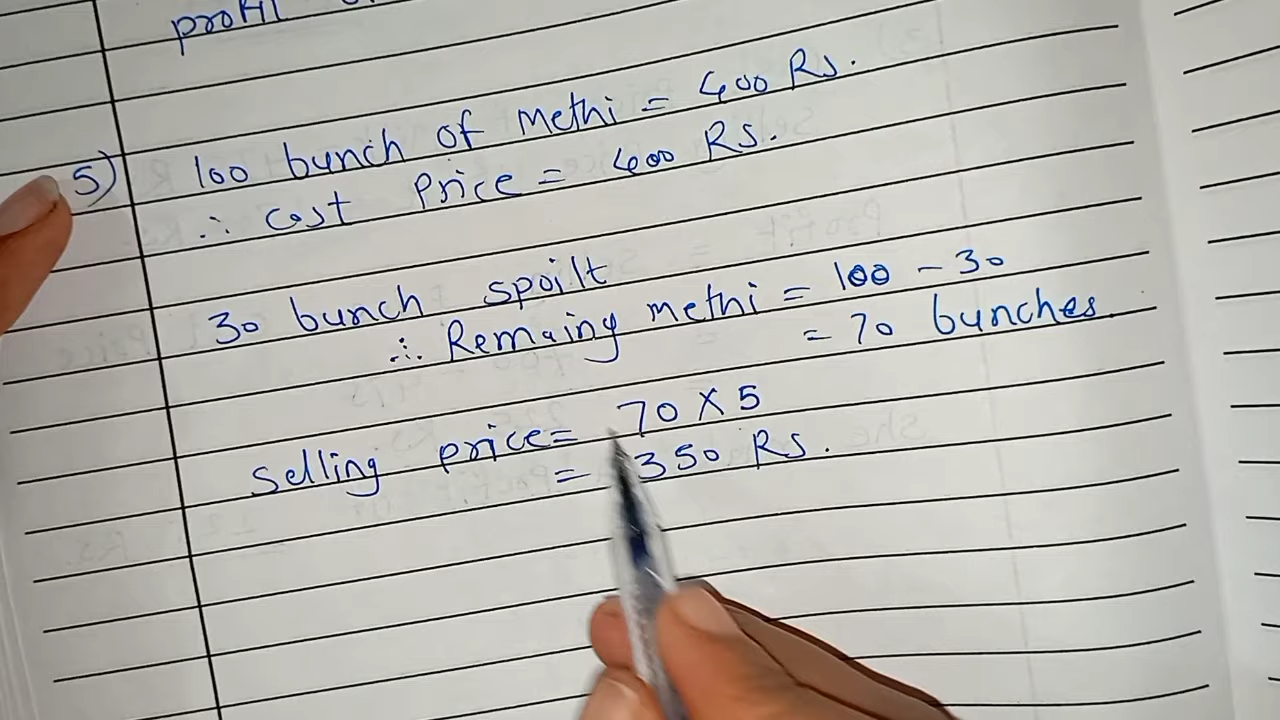 profit
5) 100 bunch of methi = 400 Rs.
∴ cost Price = 400 Rs.
30 bunch spoilt
∴ Remaing methi = 100 - 30
= 70 bunches.
Selling price = 70 X 5
= 350 Rs.